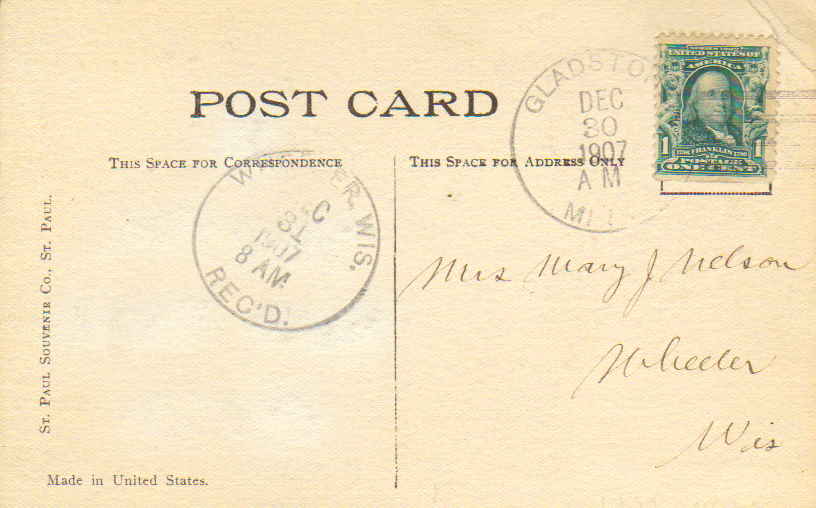 POST CARD
THIS SPACE FOR CORRESPONDENCE
THIS SPACE FOR ADDRESS ONLY
GLADSTO
DEC
30
1907
AM
UNITED STATES OF
AMERICA
1 FRANKLIN 1
POSTAGE
ONE CENT
WIS.
1907
8 AM
REC'D.
Mrs Mary J Nelson
Wheeler
Wis
ST. PAUL SOUVENIR CO., ST. PAUL.
Made in United States.